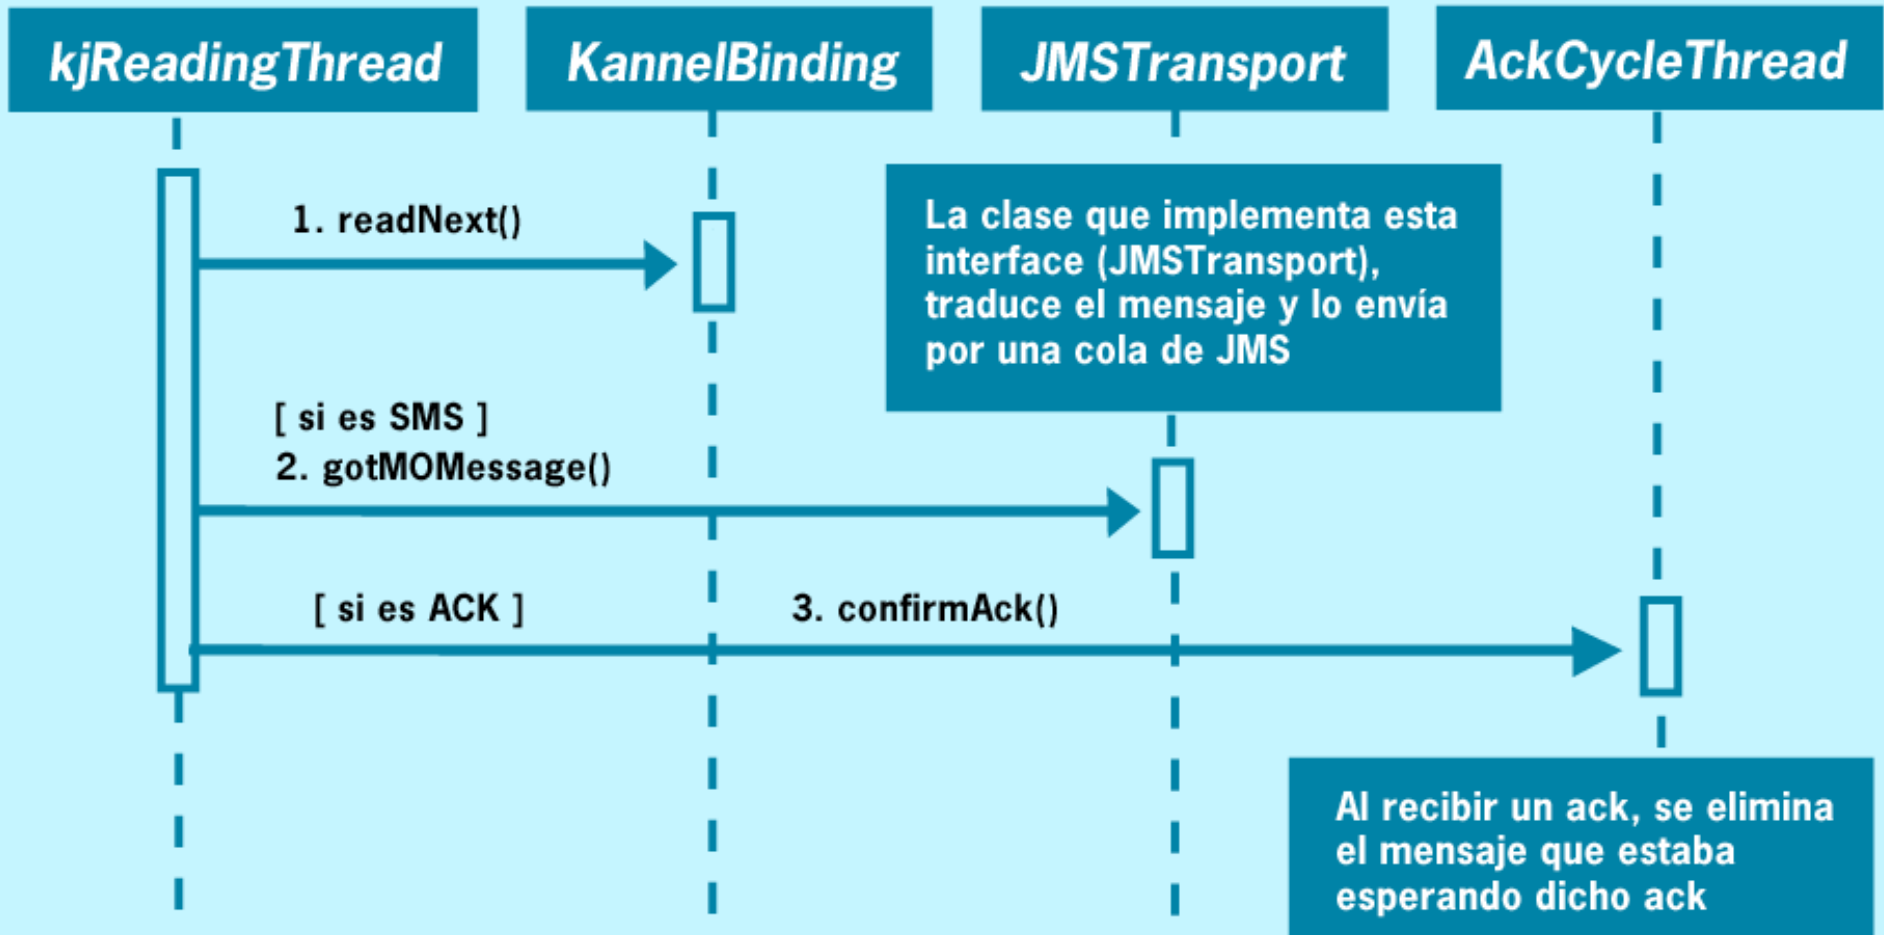 kjReadingThread
KannelBinding
JMSTransport
AckCycleThread
1. readNext()
La clase que implementa esta
interface (JMSTransport),
traduce el mensaje y lo envía
por una cola de JMS
[ si es SMS ]
2. gotMOMessage()
[ si es ACK ]
3. confirmAck()
Al recibir un ack, se elimina
el mensaje que estaba
esperando dicho ack